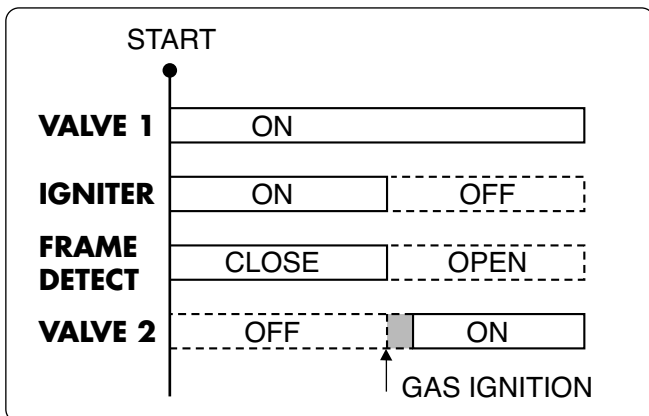 START
VALVE 1 ON
IGNITER ON OFF
FRAME
DETECT CLOSE OPEN
VALVE 2 OFF ON
GAS IGNITION